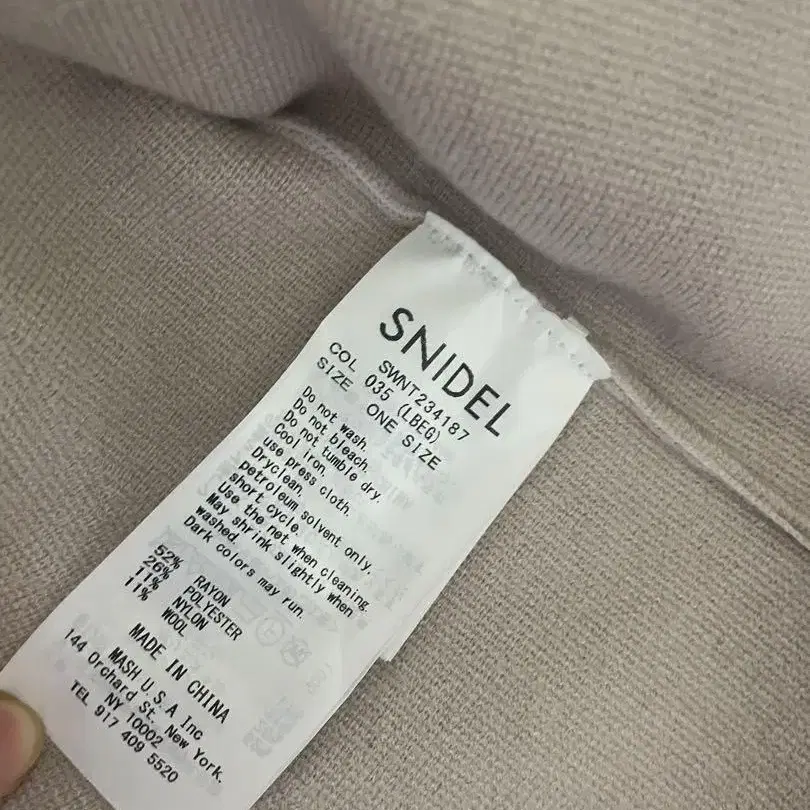 SNIDEL
SWNT234187
COL 035 (LBEG)
SIZE ONE SIZE
Do not wash.
Do not bleach.
Do not tumble dry.
Cool iron.
use press cloth.
Dryclean.
petroleum solvent only.
short cycle.
Use the net when cleaning.
May shrink slightly when
washed.
Dark colors may run.
52% RAYON
26% POLYESTER
11% NYLON
11% WOOL
MADE IN CHINA
MASH U.S.A Inc
144 Orchard St. New York.
NY 10002
TEL 917 409 5520